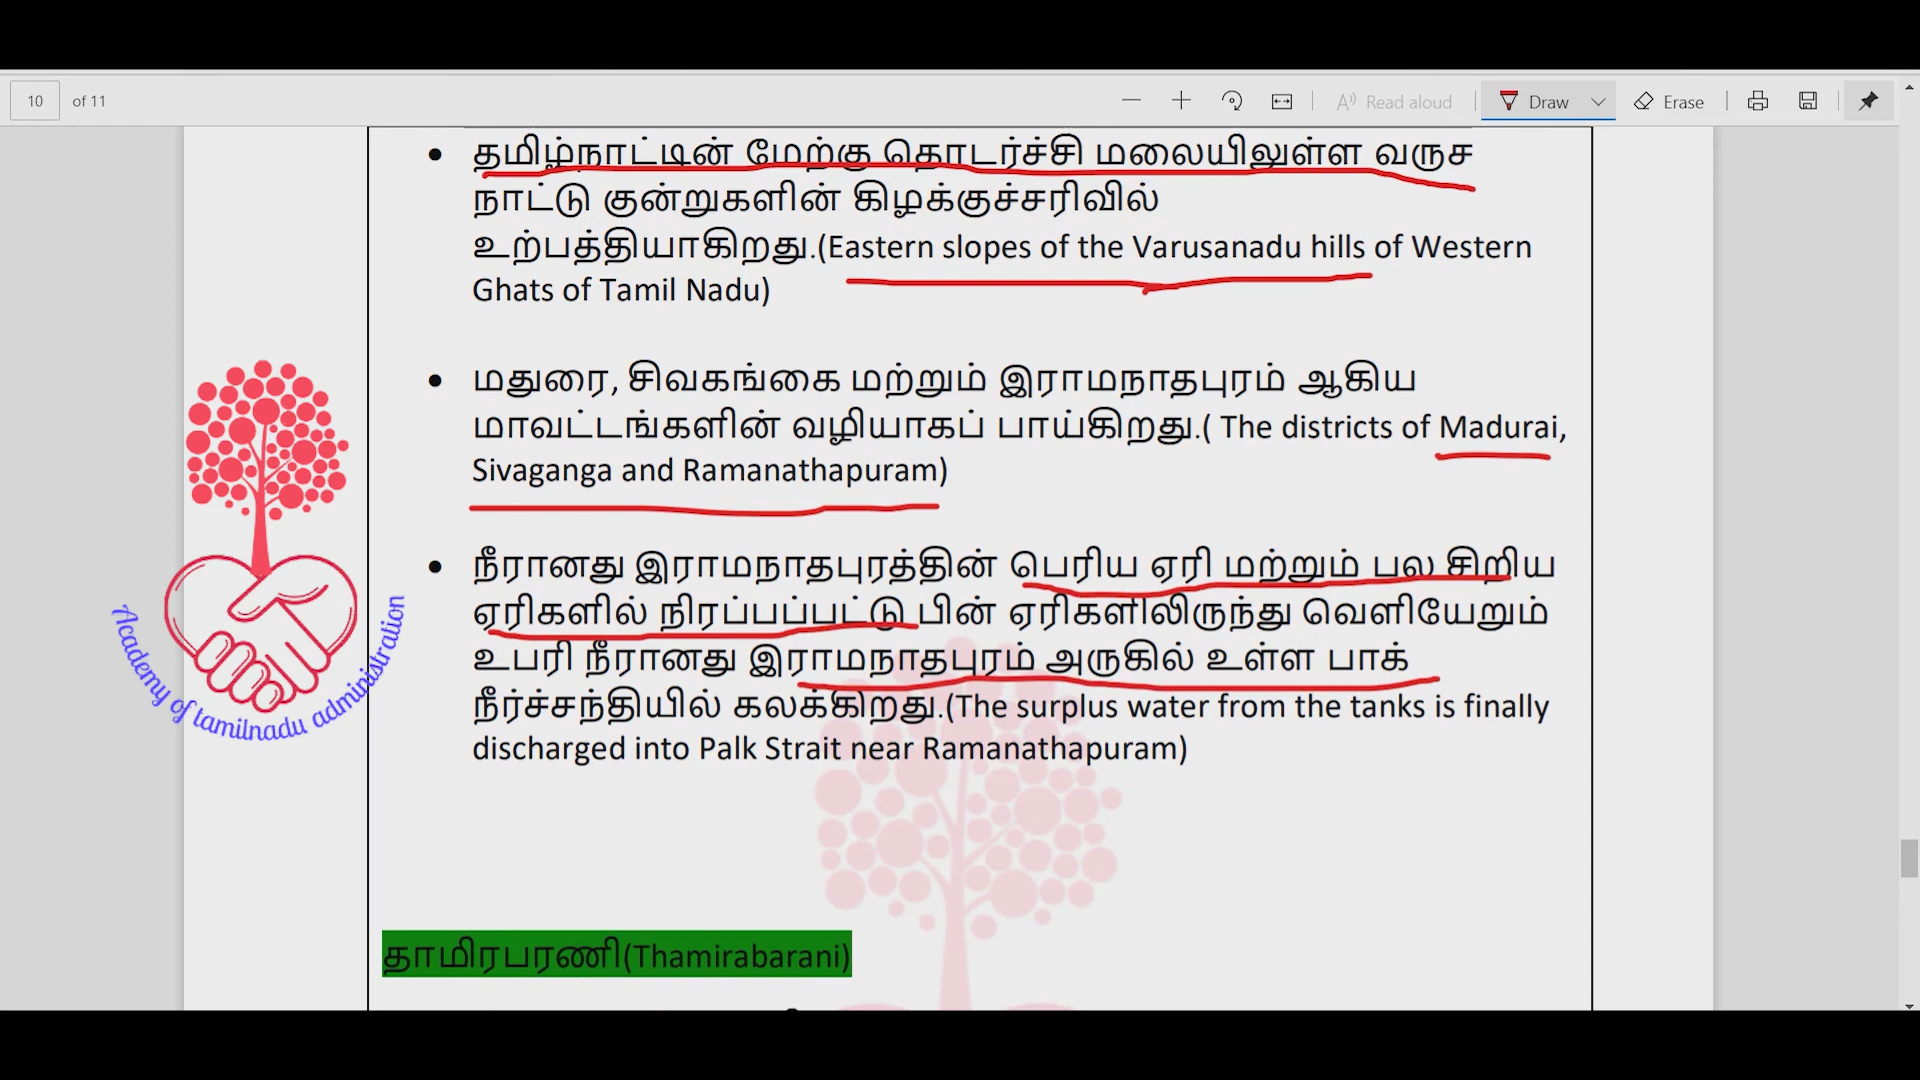 10 of 11 Read aloud Draw Erase
தமிழ்நாட்டின் மேற்கு தொடர்ச்சி மலையிலுள்ள வருச
நாட்டு குன்றுகளின் கிழக்குச்சரிவில்
உற்பத்தியாகிறது.(Eastern slopes of the Varusanadu hills of Western
Ghats of Tamil Nadu)
மதுரை, சிவகங்கை மற்றும் இராமநாதபுரம் ஆகிய
மாவட்டங்களின் வழியாகப் பாய்கிறது.( The districts of Madurai,
Sivaganga and Ramanathapuram)
நீரானது இராமநாதபுரத்தின் பெரிய ஏரி மற்றும் பல சிறிய
ஏரிகளில் நிரப்பப்பட்டு பின் ஏரிகளிலிருந்து வெளியேறும்
உபரி நீரானது இராமநாதபுரம் அருகில் உள்ள பாக்
நீர்ச்சந்தியில் கலக்கிறது.(The surplus water from the tanks is finally
discharged into Palk Strait near Ramanathapuram)
Academy of tamilnadu administration
தாமிரபரணி(Thamirabarani)